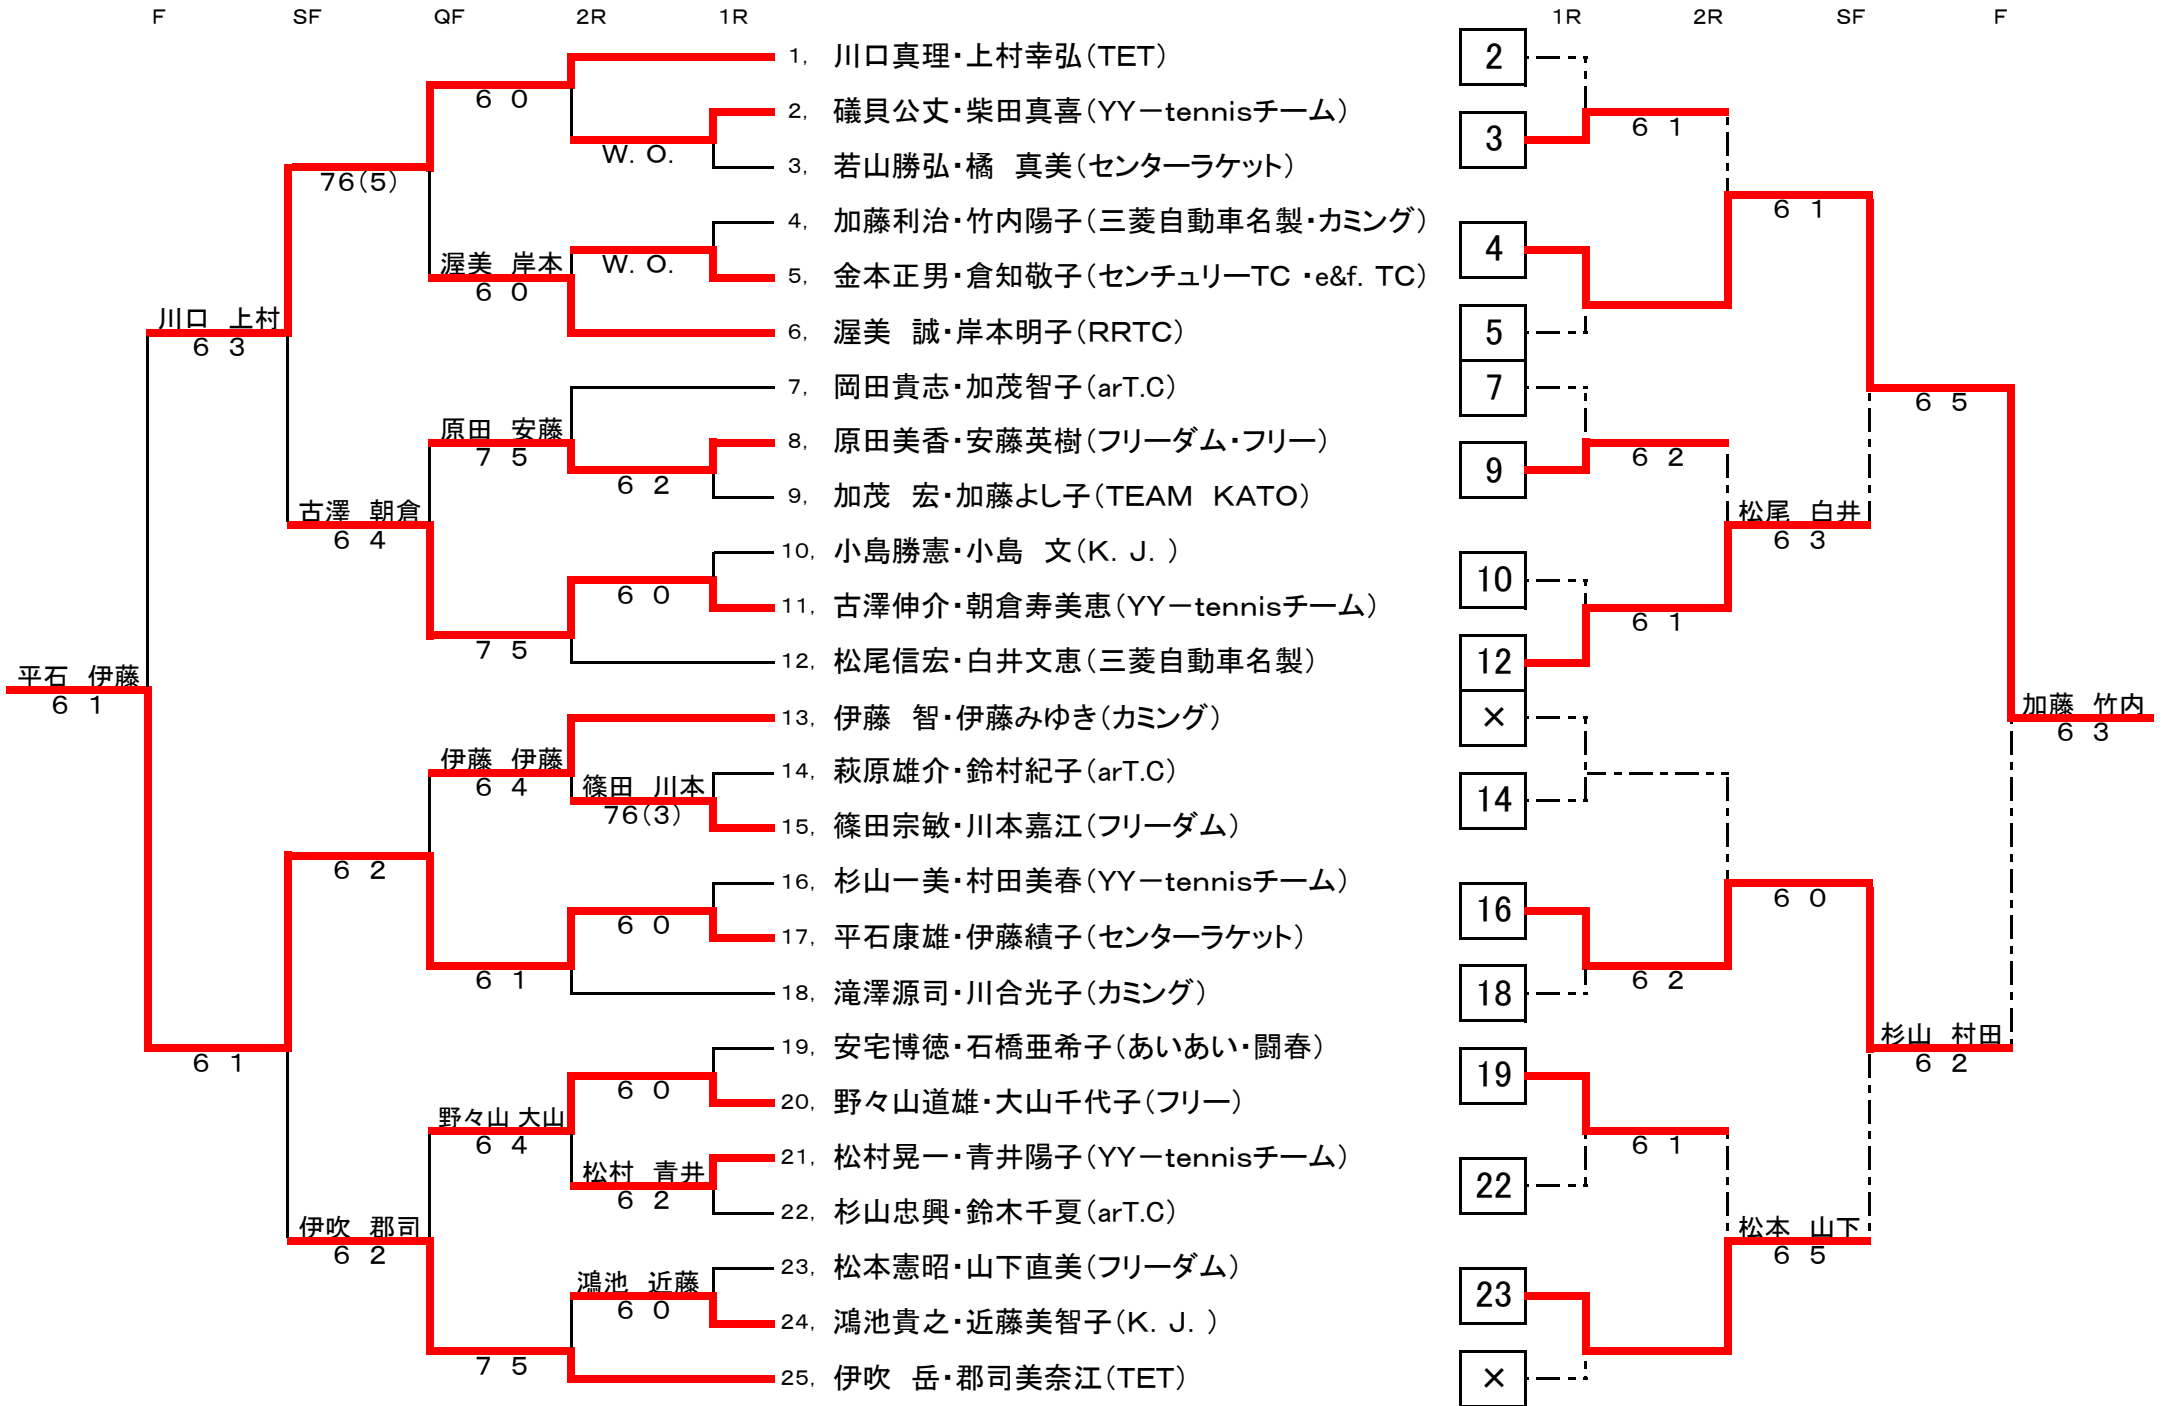 F SF QF 2R 1R 1R 2R SF F
1, 川口真理・上村幸弘(TET) 2
6 0
2, 磯貝公丈・柴田真喜(YY－tennisチーム)
6 1
3
W. O.
3, 若山勝弘・橘　真美(センターラケット)
76(5)
4, 加藤利治・竹内陽子(三菱自動車名製・カミング)
6 1
4
渥美 岸本
W. O.
5, 金本正男・倉知敬子(センチュリーTC ・e&f. TC)
6 0
川口 上村
6, 渥美　誠・岸本明子(RRTC) 5
6 3
7, 岡田貴志・加茂智子(arT.C) 7
6 5
原田 安藤
8, 原田美香・安藤英樹(フリーダム・フリー)
7 5
6 2
9
6 2
9, 加茂　宏・加藤よし子(TEAM　KATO)
古澤 朝倉
松尾 白井
6 4
6 3
10, 小島勝憲・小島　文(K. J. )
10
6 0
11, 古澤伸介・朝倉寿美恵(YY－tennisチーム)
6 1
7 5
12, 松尾信宏・白井文恵(三菱自動車名製) 12
平石 伊藤
6 1
13, 伊藤　智・伊藤みゆき(カミング) ×
加藤 竹内
6 3
伊藤 伊藤
14, 萩原雄介・鈴村紀子(arT.C)
6 4
篠田 川本
14
76(3)
15, 篠田宗敏・川本嘉江(フリーダム)
6 2
16, 杉山一美・村田美春(YY－tennisチーム)
6 0
16
6 0
17, 平石康雄・伊藤績子(センターラケット)
6 1
6 2
18, 滝澤源司・川合光子(カミング) 18
杉山 村田
19, 安宅博徳・石橋亜希子(あいあい・闘春)
6 1
6 2
19
6 0
20, 野々山道雄・大山千代子(フリー)
野々山 大山
6 4
6 1
21, 松村晃一・青井陽子(YY－tennisチーム)
松村 青井
22
6 2
22, 杉山忠興・鈴木千夏(arT.C)
伊吹 郡司
松本 山下
6 2
6 5
23, 松本憲昭・山下直美(フリーダム)
鴻池 近藤
23
6 0
24, 鴻池貴之・近藤美智子(K. J. )
7 5
25, 伊吹　岳・郡司美奈江(TET) ×